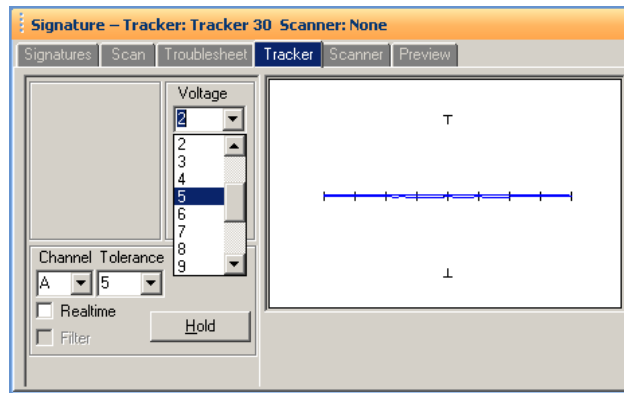 Signature – Tracker: Tracker 30 Scanner: None
Signatures Scan Troublesheet Tracker Scanner Preview
Voltage
2
2
3
4
5
6
7
8
9
Channel Tolerance
A 5
Realtime
Filter
Hold